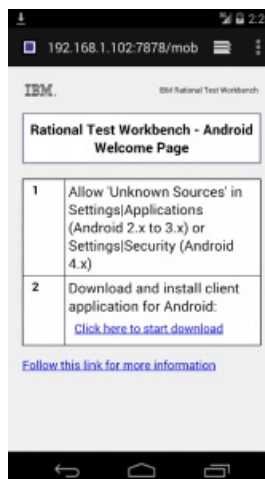 2:2
192.168.1.102:7878/mob
IBM.
IBM Rational Test Workbench
Rational Test Workbench - Android
Welcome Page
1
Allow 'Unknown Sources' in
Settings|Applications
(Android 2.x to 3.x) or
Settings|Security (Android
4.x)
2
Download and install client
application for Android:
Click here to start download
Follow this link for more information